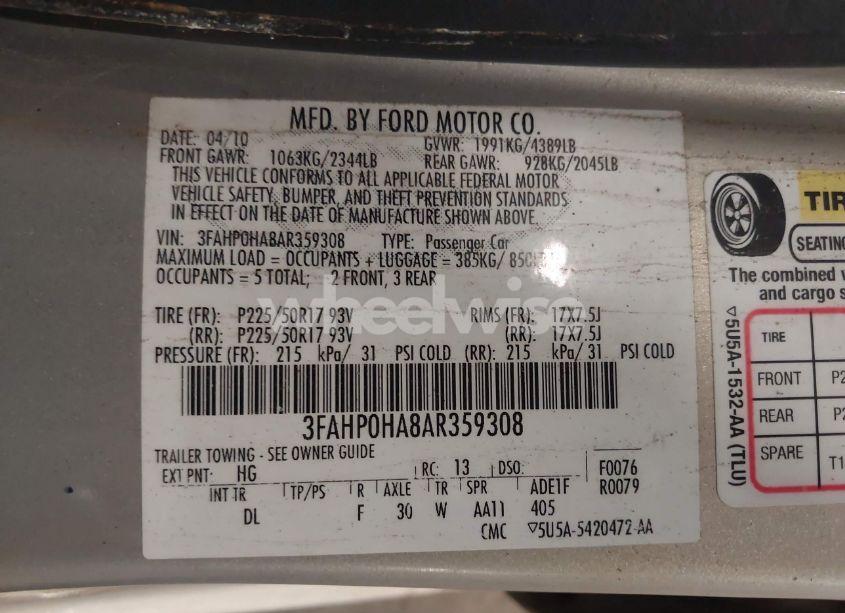 MFD. BY FORD MOTOR CO.
DATE: 04/10 GVWR: 1991KG/4389LB
FRONT GAWR: 1063KG/2344LB REAR GAWR: 928KG/2045LB
THIS VEHICLE CONFORMS TO ALL APPLICABLE FEDERAL MOTOR
VEHICLE SAFETY, BUMPER, AND THEFT PREVENTION STANDARDS
IN EFFECT ON THE DATE OF MANUFACTURE SHOWN ABOVE.
VIN: 3FAHP0HA8AR359308 TYPE: Passenger Car
MAXIMUM LOAD = OCCUPANTS + LUGGAGE = 385KG/ 850LB
OCCUPANTS = 5 TOTAL; 2 FRONT, 3 REAR
wheelwise
TIRE (FR): P225/50R17 93V RIMS (FR): 17X7.5J
(RR): P225/50R17 93V (RR): 17X7.5J
PRESSURE (FR): 215 kPa/ 31 PSI COLD (RR): 215 kPa/ 31 PSI COLD
3FAHP0HA8AR359308
TRAILER TOWING - SEE OWNER GUIDE
EXT PNT: HG RC: 13 DSO: F0076
INT TR TP/PS R AXLE TR SPR ADE1F R0079
DL F 30 W AA11 405
CMC ▽5U5A-5420472-AA
TIR
SEATING
The combined
and cargo
▽5U5A-1532-AA (TLU)
TIRE
FRONT P2
REAR P2
SPARE T1